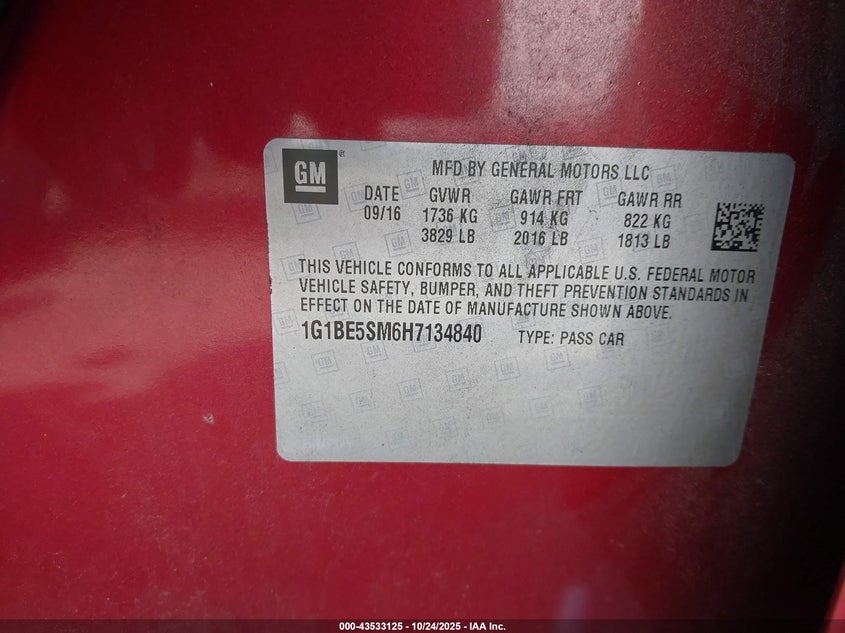 GM ®
MFD BY GENERAL MOTORS LLC
DATE GVWR GAWR FRT GAWR RR
09/16 1736 KG 914 KG 822 KG
3829 LB 2016 LB 1813 LB
THIS VEHICLE CONFORMS TO ALL APPLICABLE U.S. FEDERAL MOTOR
VEHICLE SAFETY, BUMPER, AND THEFT PREVENTION STANDARDS IN
EFFECT ON THE DATE OF MANUFACTURE SHOWN ABOVE.
1G1BE5SM6H7134840 TYPE: PASS CAR
000-43533125 - 10/24/2025 - IAA Inc.